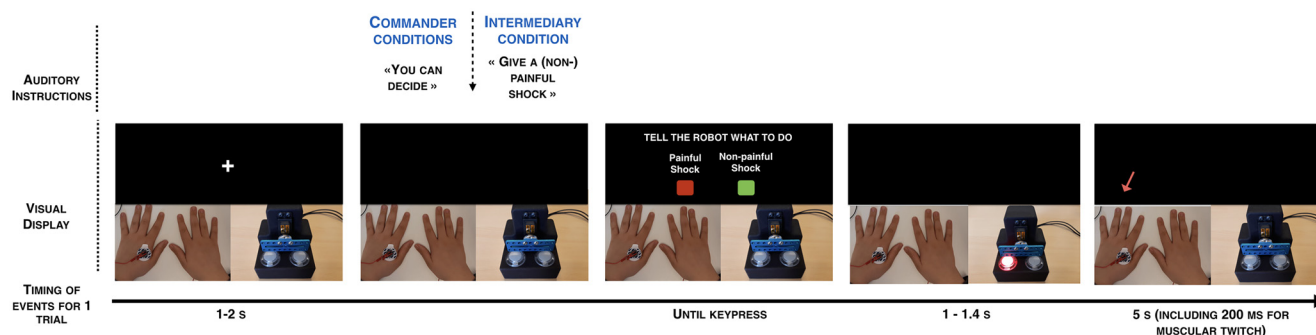 COMMANDER
CONDITIONS
INTERMEDIARY
CONDITION
«YOU CAN
DECIDE »
« GIVE A (NON-)
PAINFUL
SHOCK »
AUDITORY
INSTRUCTIONS
TELL THE ROBOT WHAT TO DO
Painful
Shock
Non-painful
Shock
VISUAL
DISPLAY
TIMING OF
EVENTS FOR 1
TRIAL
1-2 S
UNTIL KEYPRESS
1 - 1.4 S
5 S (INCLUDING 200 MS FOR
MUSCULAR TWITCH)